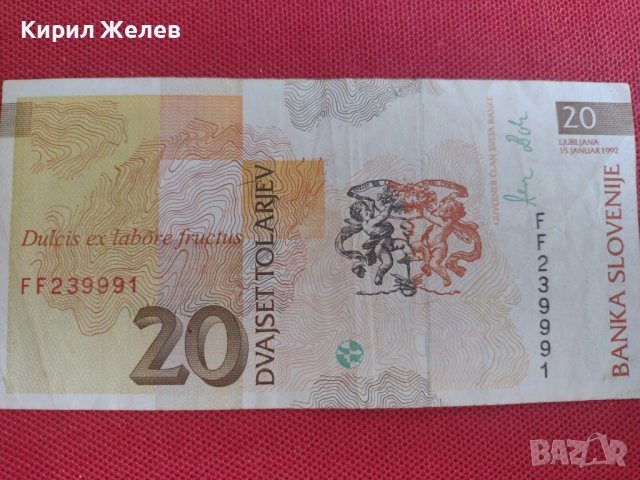 Кирил Желев
20
LJUBLJANA
15. JANUAR 1992
Dulcis ex labore fructus
FF239991
20
DVAJSET TOLARJEV
GUVERNER ČLAN SVETA BANKE
FF239991
BANKA SLOVENIJE
BAZAR